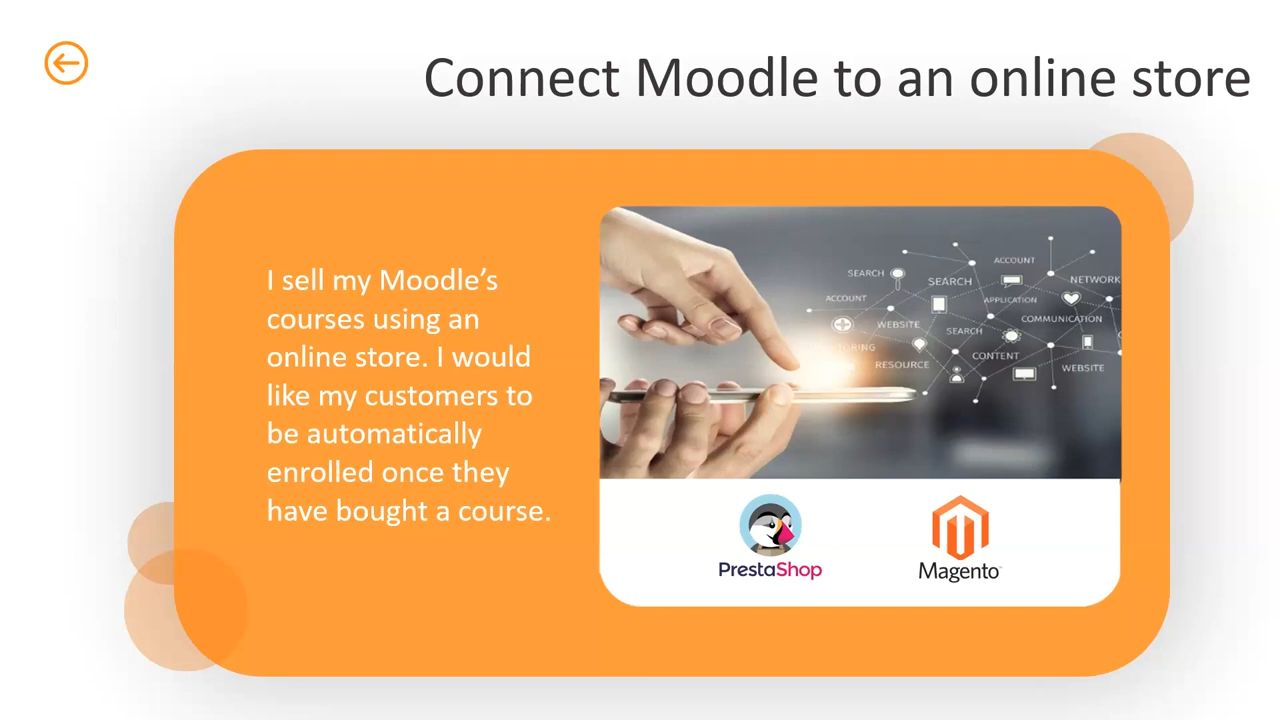 Connect Moodle to an online store
I sell my Moodle’s
courses using an
online store. I would
like my customers to
be automatically
enrolled once they
have bought a course.
ACCOUNT
SEARCH
SEARCH
NETWORK
ACCOUNT
APPLICATION
COMMUNICATION
WEBSITE
SEARCH
CONTENT
RESOURCE
WEBSITE
PrestaShop
Magento